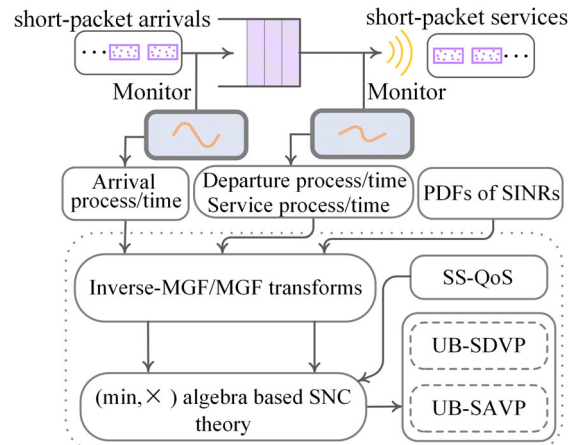 short-packet arrivals
short-packet services
Monitor
Monitor
Arrival
process/time
Departure process/time
Service process/time
PDFs of SINRs
Inverse-MGF/MGF transforms
SS-QoS
UB-SDVP
(min, × ) algebra based SNC
theory
UB-SAVP